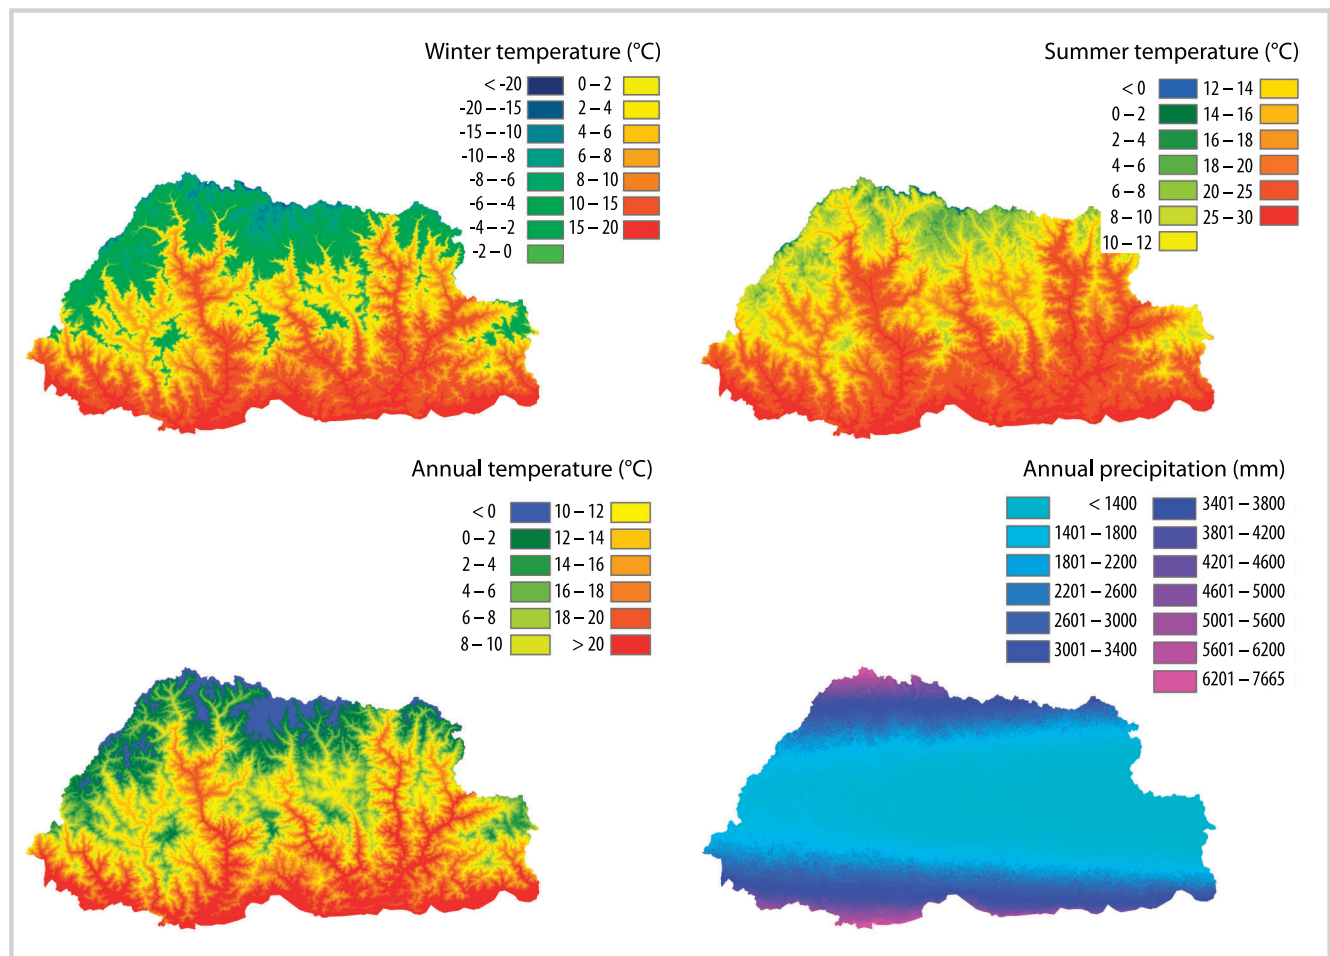 Winter temperature (°C)
< -20
0 – 2
-20 – -15
2 – 4
-15 – -10
4 – 6
-10 – -8
6 – 8
-8 – -6
8 – 10
-6 – -4
10 – 15
-4 – -2
15 – 20
-2 – 0
Summer temperature (°C)
< 0
12 – 14
0 – 2
14 – 16
2 – 4
16 – 18
4 – 6
18 – 20
6 – 8
20 – 25
8 – 10
25 – 30
10 – 12
Annual temperature (°C)
< 0
10 – 12
0 – 2
12 – 14
2 – 4
14 – 16
4 – 6
16 – 18
6 – 8
18 – 20
8 – 10
> 20
Annual precipitation (mm)
< 1400
3401 – 3800
1401 – 1800
3801 – 4200
1801 – 2200
4201 – 4600
2201 – 2600
4601 – 5000
2601 – 3000
5001 – 5600
3001 – 3400
5601 – 6200
6201 – 7665